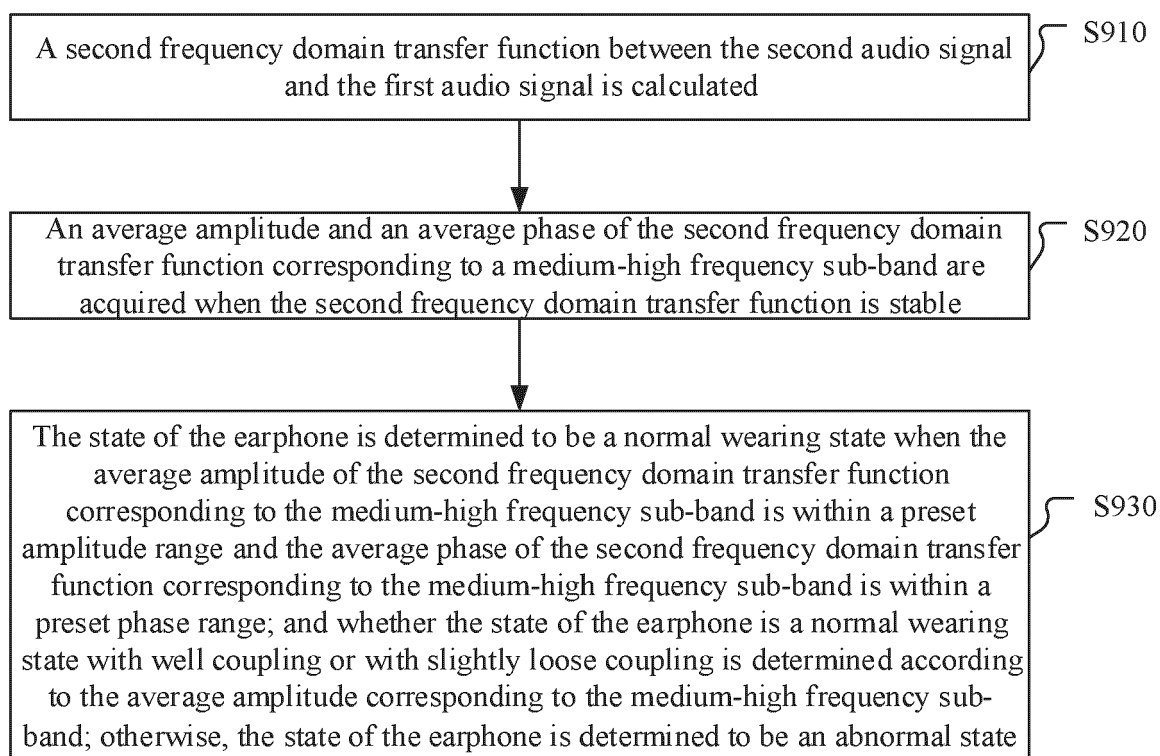 A second frequency domain transfer function between the second audio signal
and the first audio signal is calculated
S910
An average amplitude and an average phase of the second frequency domain
transfer function corresponding to a medium-high frequency sub-band are
acquired when the second frequency domain transfer function is stable
S920
The state of the earphone is determined to be a normal wearing state when the
average amplitude of the second frequency domain transfer function
corresponding to the medium-high frequency sub-band is within a preset
amplitude range and the average phase of the second frequency domain transfer
function corresponding to the medium-high frequency sub-band is within a
preset phase range; and whether the state of the earphone is a normal wearing
state with well coupling or with slightly loose coupling is determined according
to the average amplitude corresponding to the medium-high frequency sub-
band; otherwise, the state of the earphone is determined to be an abnormal state
S930